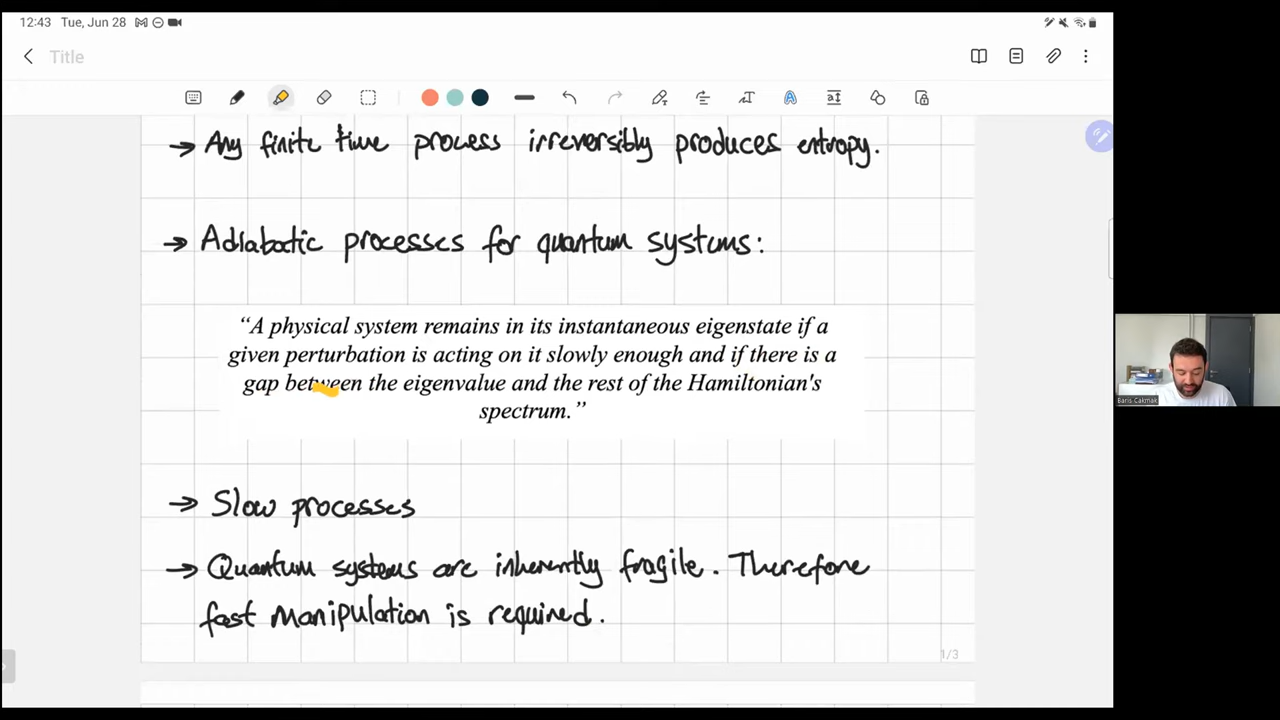 12:43 Tue, Jun 28
Title
→ Any finite time process irreversibly produces entropy.
→ Adiabatic processes for quantum systems:
“A physical system remains in its instantaneous eigenstate if a
given perturbation is acting on it slowly enough and if there is a
gap between the eigenvalue and the rest of the Hamiltonian's
spectrum.”
→ Slow processes
→ Quantum systems are inherently fragile. Therefore
fast manipulation is required.
1/3
Baris Cakmak